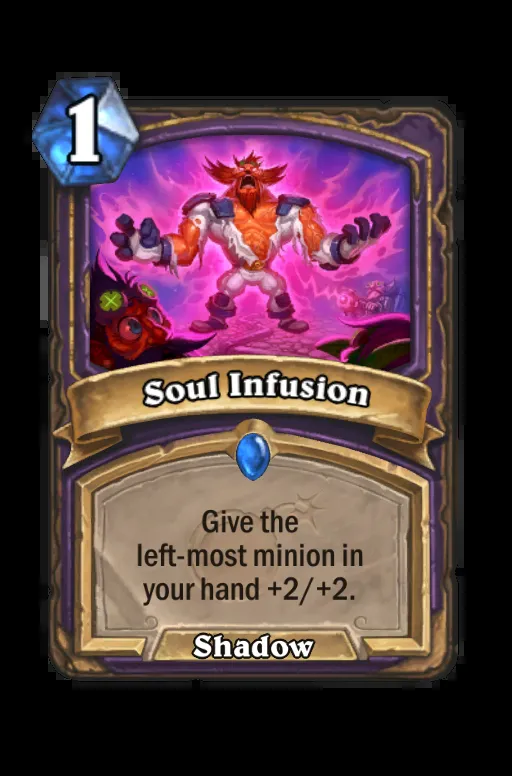 1
Soul Infusion
Give the
left-most minion in
your hand +2/+2.
Shadow